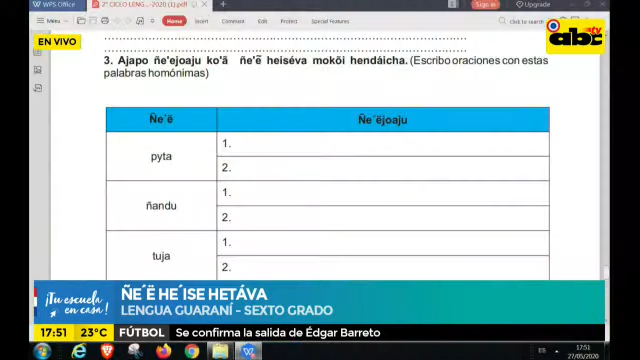 WPS Office
2° CICLO LENG...-2020 (1).pdf
Sign in
Upgrade
EN VIVO
Menu
Home
Insert
Comment
Edit
Page
Protect
Special Features
Click to search
abc tv
3. Ajapo ñe'ẽjoaju ko'ã ñe'ẽ heiséva mokõi hendáicha. (Escribo oraciones con estas
palabras homónimas)
Ñe´ẽ
Ñe´ẽjoaju
pyta
1.
2.
ñandu
1.
2.
tuja
1.
2.
¡Tu escuela
en casa!
ÑE´Ẽ HE´ISE HETÁVA
LENGUA GUARANÍ - SEXTO GRADO
17:51 23°C FÚTBOL Se confirma la salida de Édgar Barreto
ES
17:51
27/05/2020